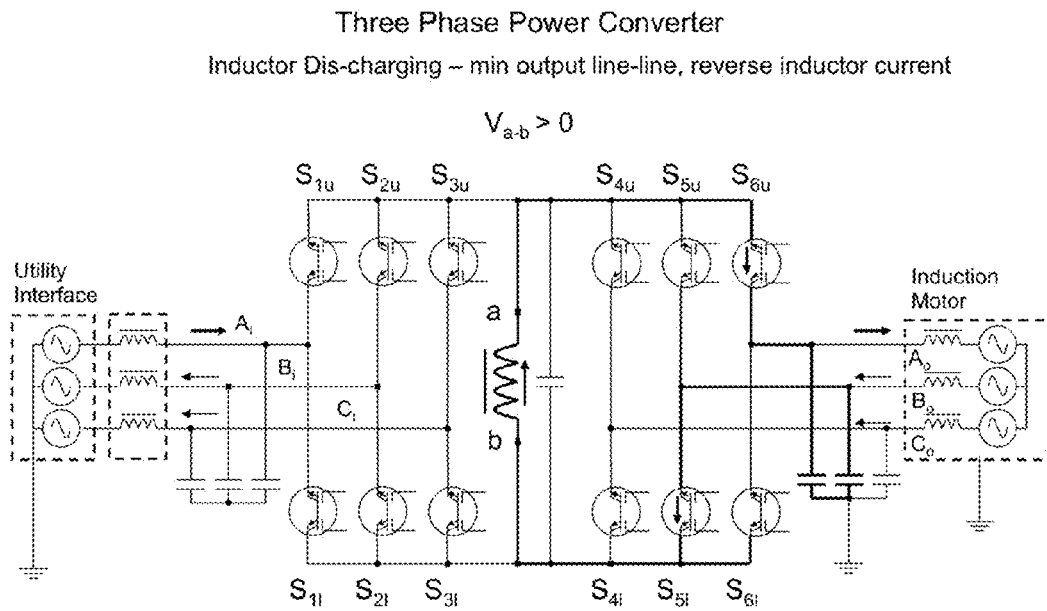 Three Phase Power Converter
Inductor Dis-charging – min output line-line, reverse inductor current
Va-b > 0
S1u S2u S3u S4u S5u S6u
Utility
Interface
Induction
Motor
a
Ai
Bi
Ci
b
Ao
Bo
Co
S1l S2l S3l S4l S5l S6l